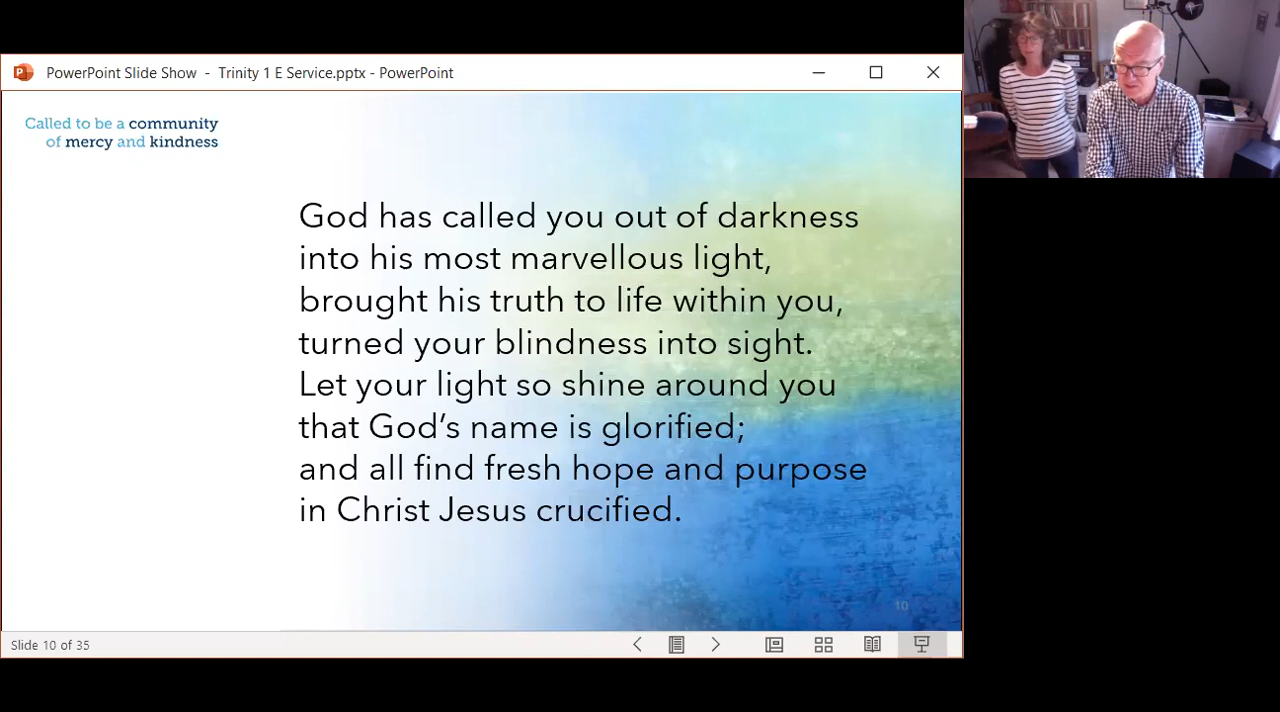 PowerPoint Slide Show - Trinity 1 E Service.pptx - PowerPoint
Called to be a community
of mercy and kindness
God has called you out of darkness
into his most marvellous light,
brought his truth to life within you,
turned your blindness into sight.
Let your light so shine around you
that God’s name is glorified;
and all find fresh hope and purpose
in Christ Jesus crucified.
10
Slide 10 of 35